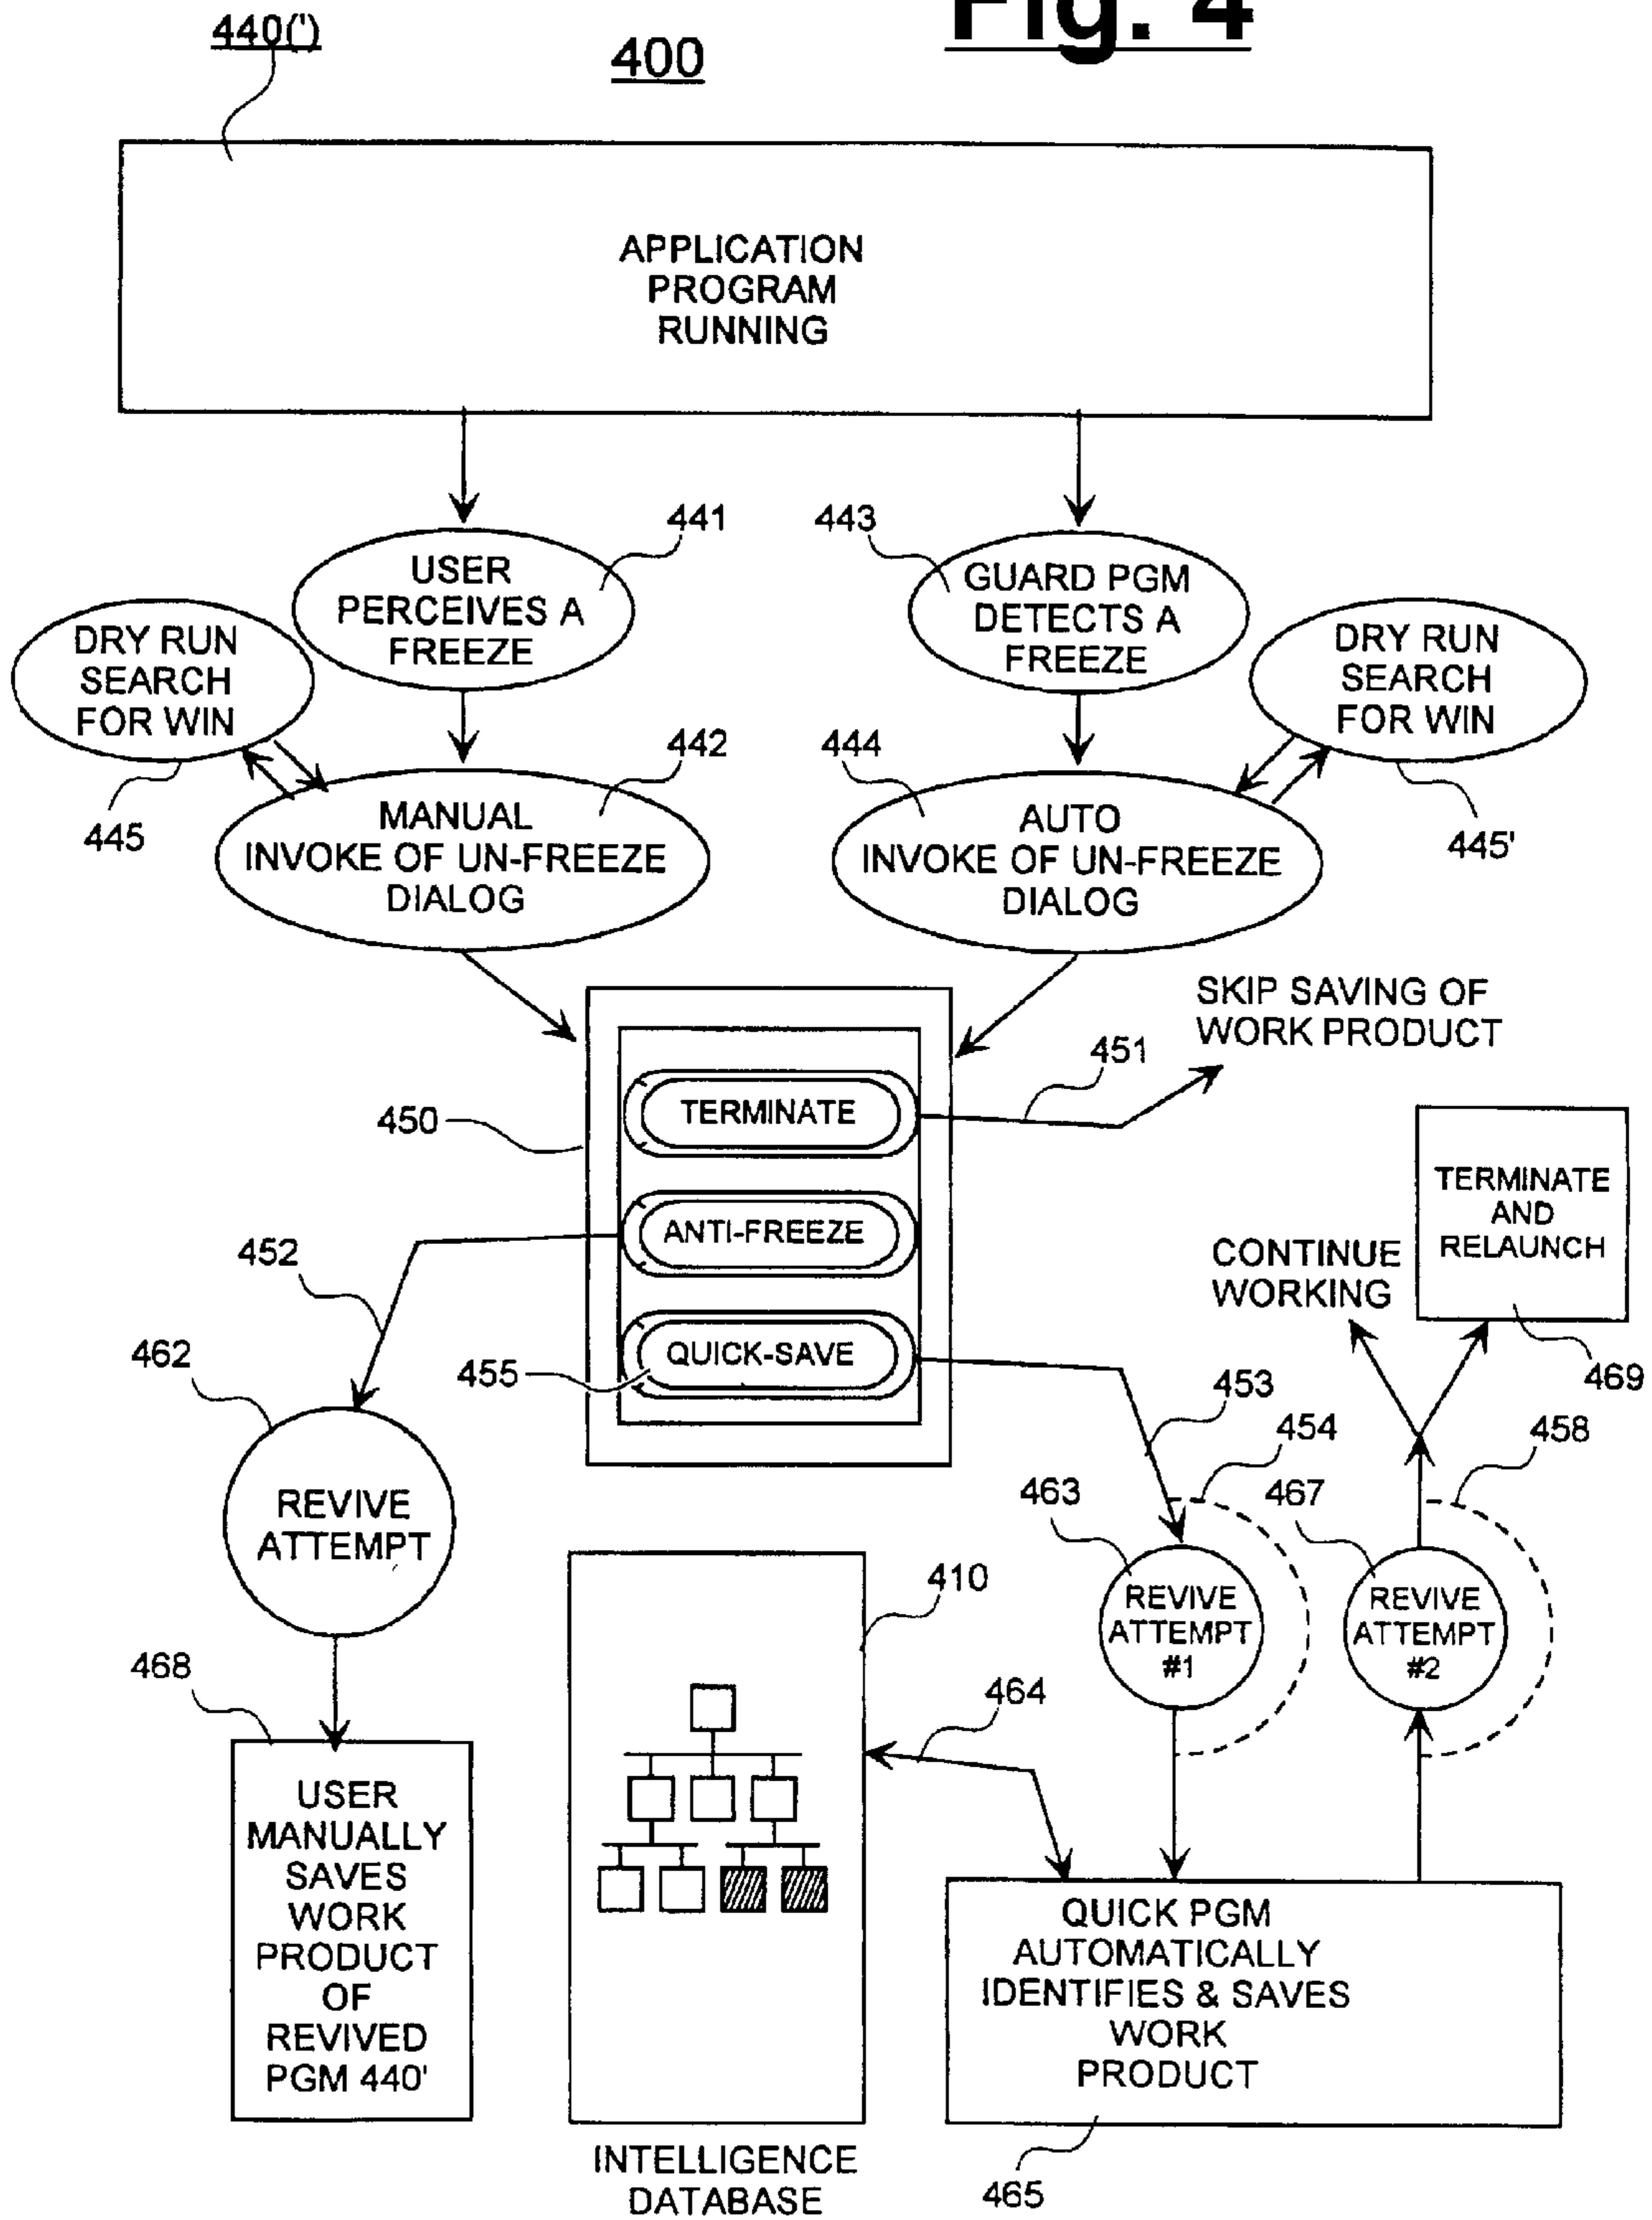 Fig. 4
440(')
400
APPLICATION
PROGRAM
RUNNING
441
443
USER
PERCEIVES A
FREEZE
GUARD PGM
DETECTS A
FREEZE
DRY RUN
SEARCH
FOR WIN
DRY RUN
SEARCH
FOR WIN
442
444
445
445'
MANUAL
INVOKE OF UN-FREEZE
DIALOG
AUTO
INVOKE OF UN-FREEZE
DIALOG
SKIP SAVING OF
WORK PRODUCT
451
450
TERMINATE
ANTI-FREEZE
QUICK-SAVE
455
452
462
TERMINATE
AND
RELAUNCH
CONTINUE
WORKING
469
453
454
458
463
467
REVIVE
ATTEMPT
REVIVE
ATTEMPT
#1
REVIVE
ATTEMPT
#2
410
464
468
USER
MANUALLY
SAVES
WORK
PRODUCT
OF
REVIVED
PGM 440'
QUICK PGM
AUTOMATICALLY
IDENTIFIES & SAVES
WORK
PRODUCT
465
INTELLIGENCE
DATABASE